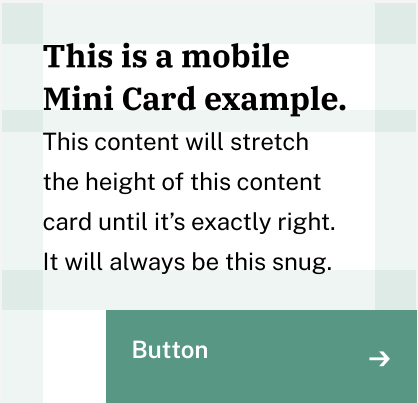 This is a mobile
Mini Card example.
This content will stretch
the height of this content
card until it’s exactly right.
It will always be this snug.
Button →